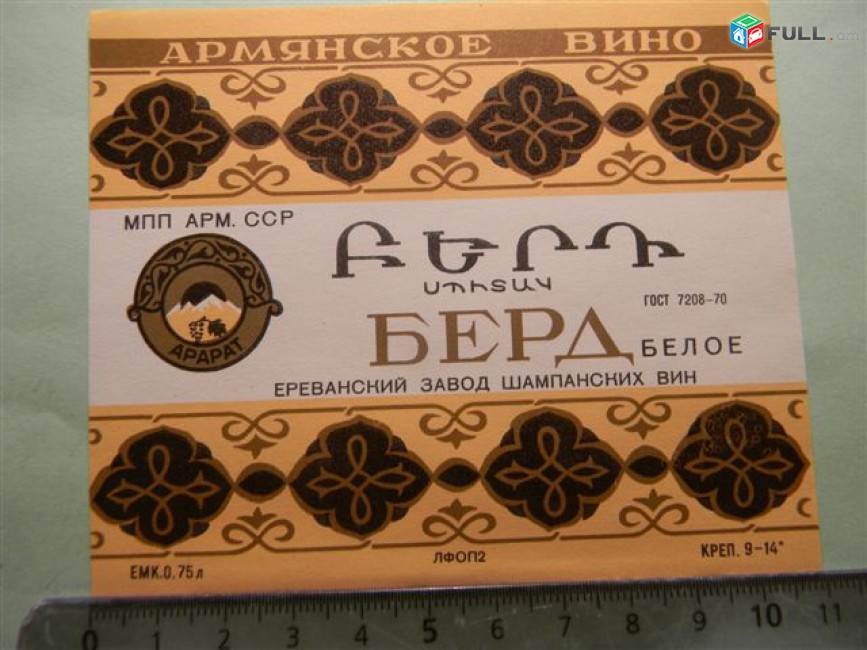 FULL.am
АРМЯНСКОЕ ВИНО
МПП АРМ. ССР
ԲԵՐԴ
ՍՊԻՏԱԿ
ГОСТ 7208-70
АРАРАТ
БЕРД БЕЛОЕ
ЕРЕВАНСКИЙ ЗАВОД ШАМПАНСКИХ ВИН
ЕМК.0.75л
ЛФОП2
КРЕП. 9-14°
0 1 2 3 4 5 6 7 8 9 10 11